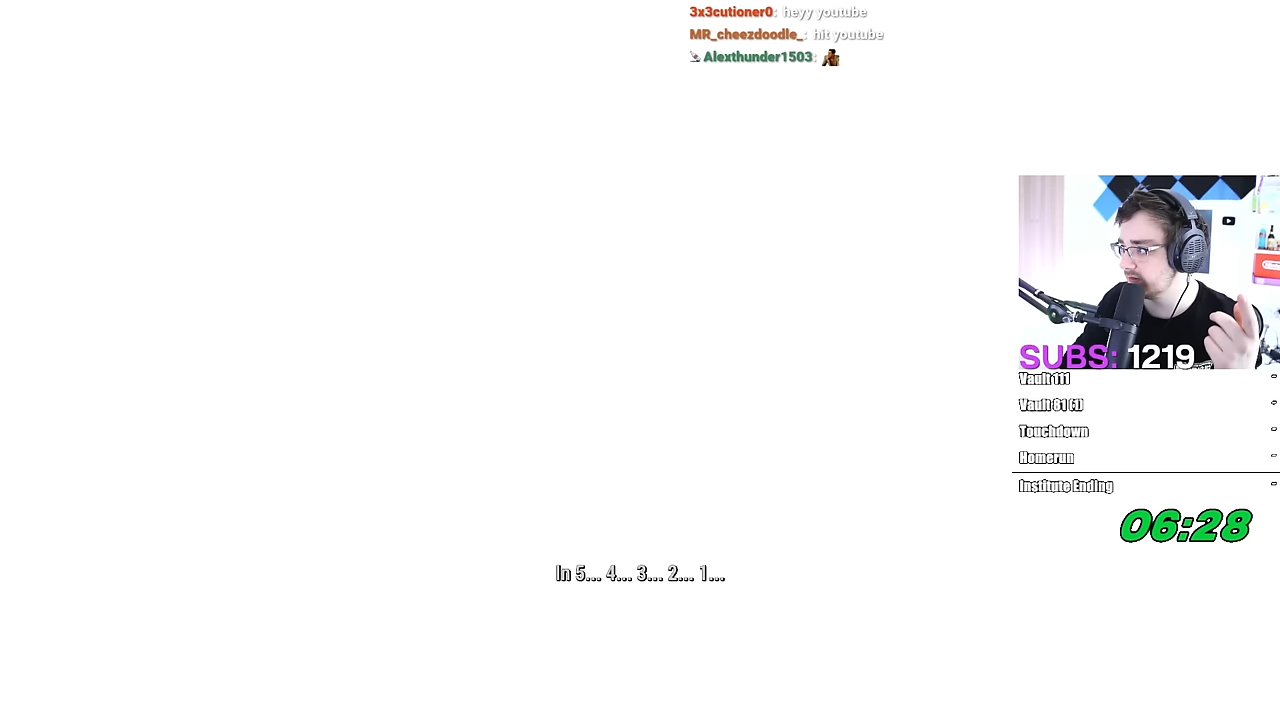 3x3cutioner0: heyy youtube
MR_cheezdoodle_: hit youtube
Alexthunder1503:
SUBS: 1219
Vault 111 -
Vault 81 (1) -
Touchdown -
Homerun -
Institute Ending -
06:28
In 5... 4... 3... 2... 1...